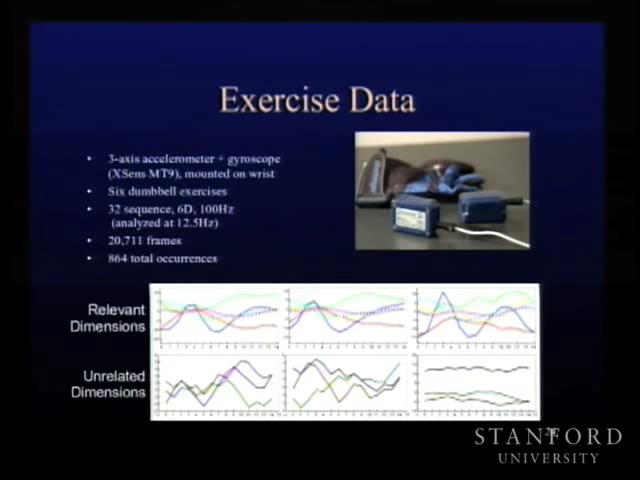 Exercise Data
• 3-axis accelerometer + gyroscope
(XSens MT9), mounted on wrist
• Six dumbbell exercises
• 32 sequence, 6D, 100Hz
(analyzed at 12.5Hz)
• 20,711 frames
• 864 total occurrences
Relevant
Dimensions
Unrelated
Dimensions
STANFORD
UNIVERSITY